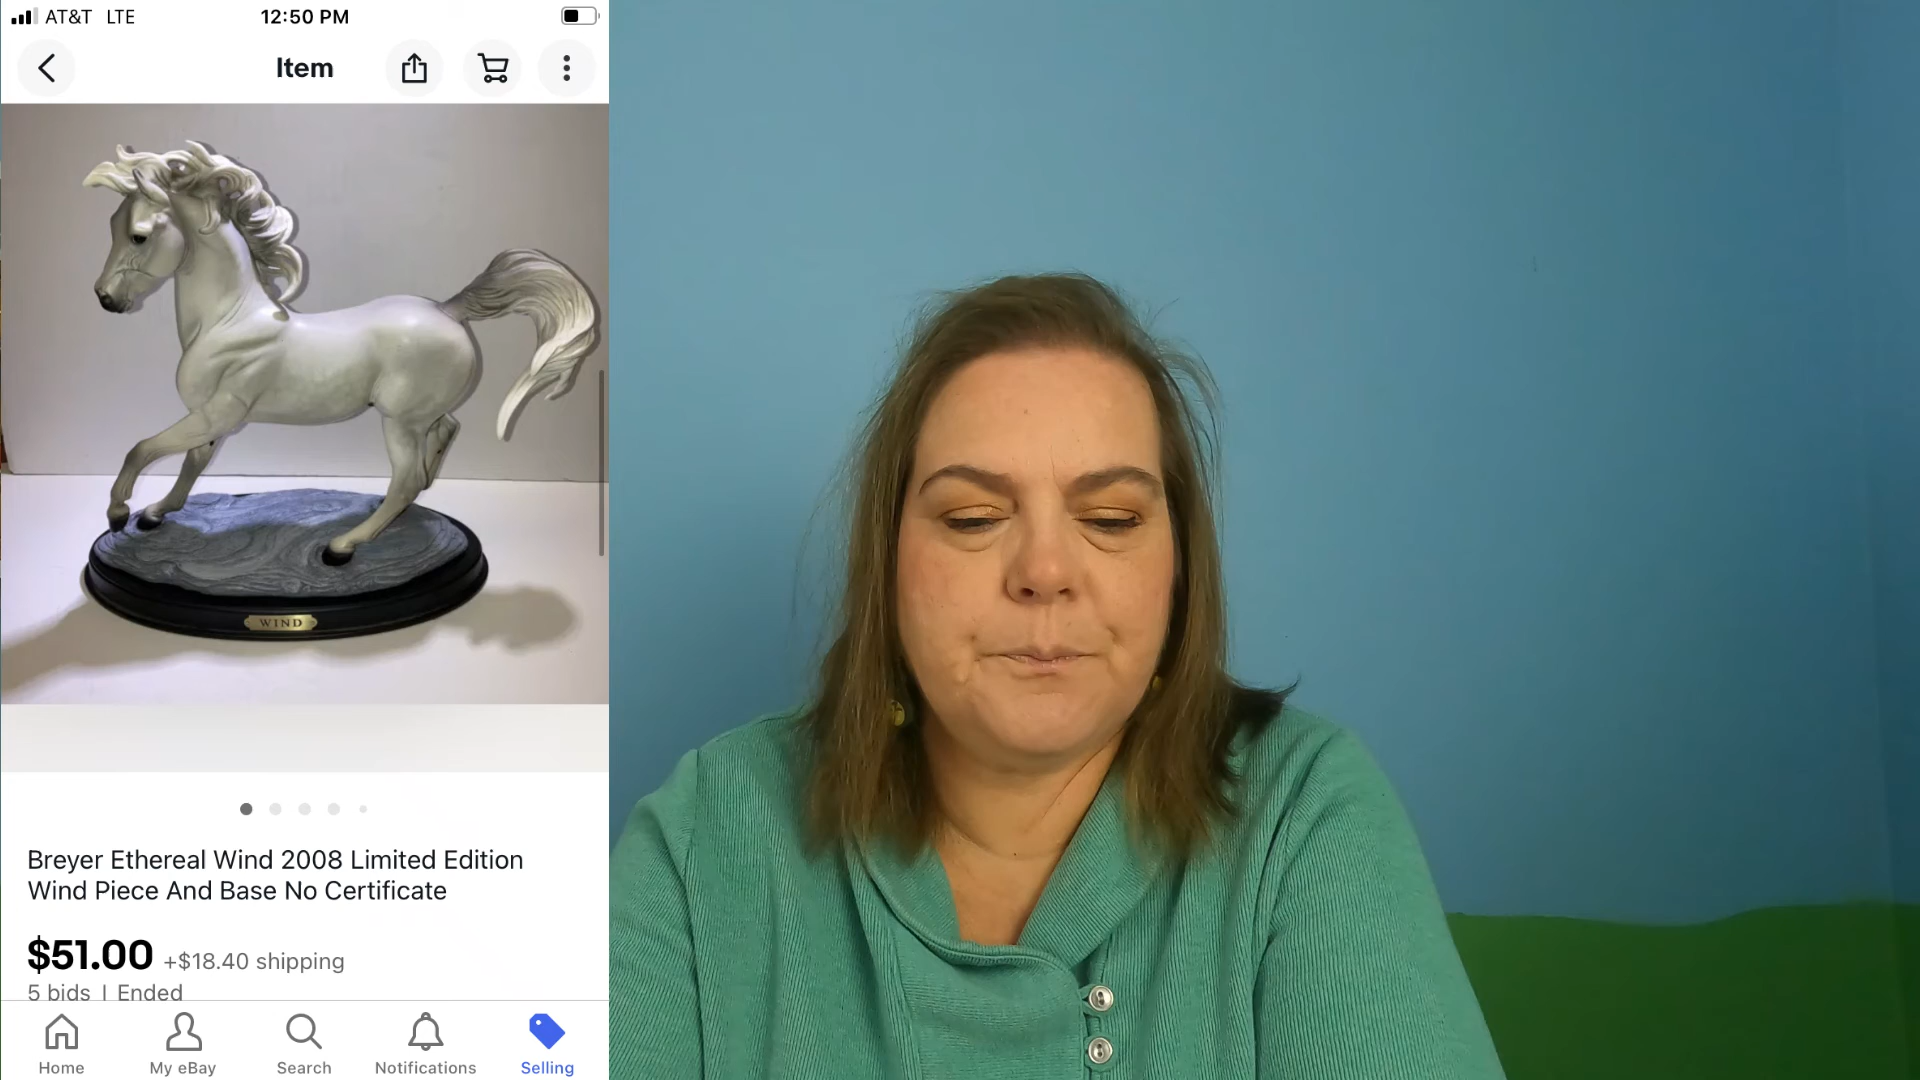 AT&T LTE
12:50 PM
Item
WIND
Breyer Ethereal Wind 2008 Limited Edition
Wind Piece And Base No Certificate
$51.00 +$18.40 shipping
5 bids | Ended
Home
My eBay
Search
Notifications
Selling